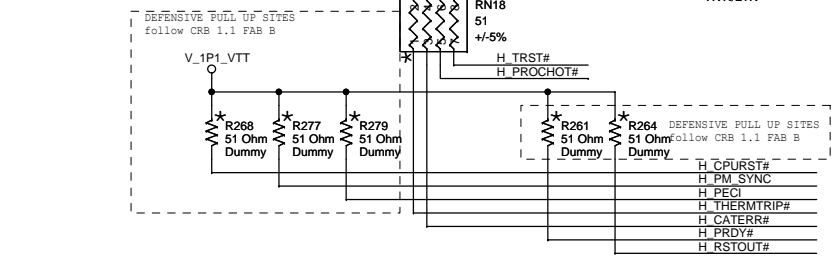 DEFENSIVE PULL UP SITES
follow CRB 1.1 FAB B
V_1P1_VTT
RN18
51
+/-5%
H_TRST#
H_PROCHOT#
R268
51 Ohm
Dummy
R277
51 Ohm
Dummy
R279
51 Ohm
Dummy
R261
51 Ohm
Dummy
R264
51 Ohm
Dummy
DEFENSIVE PULL UP SITES
follow CRB 1.1 FAB B
H_CPURST#
H_PM_SYNC
H_PECI
H_THERMTRIP#
H_CATERR#
H_PRDY#
H_RSTOUT#